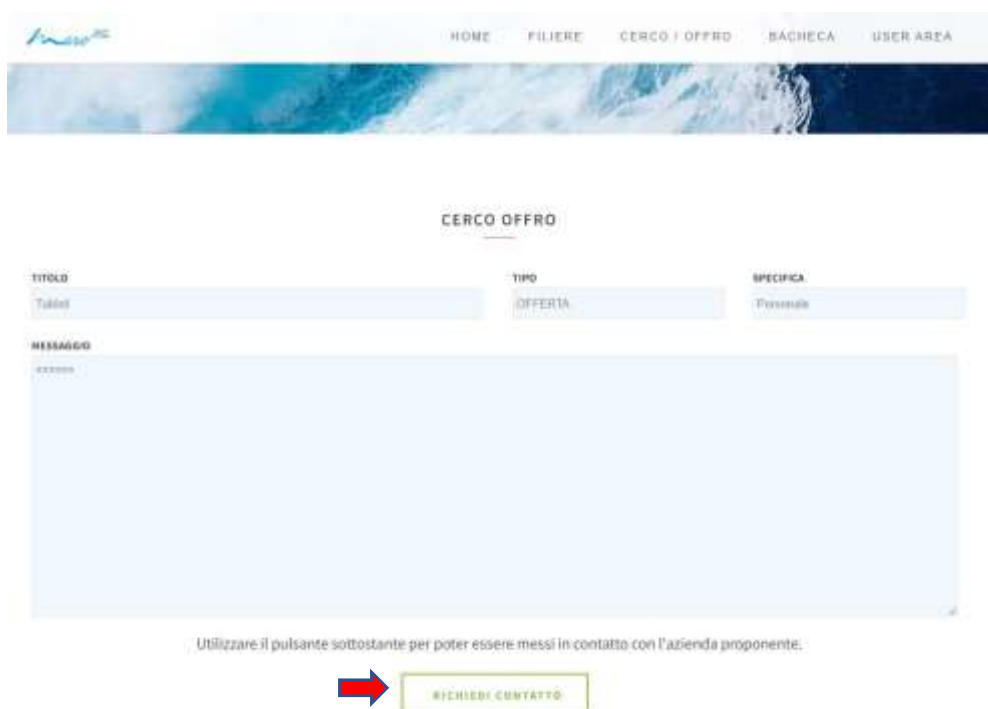 HOME FILIERE CERCO / OFFRO BACHECA USER AREA
CERCO OFFRO
TITOLO TIPO SPECIFICA
OFFERTA Personale
MESSAGGIO
Utilizzare il pulsante sottostante per poter essere messi in contatto con l'azienda proponente.
RICHIEDI CONTATTO